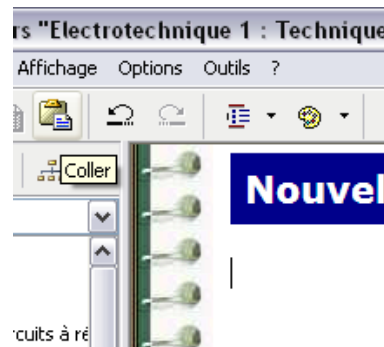 rs "Electrotechnique 1 : Technique
Affichage Options Outils ?
Coller
Nouvel
rcuits à ré